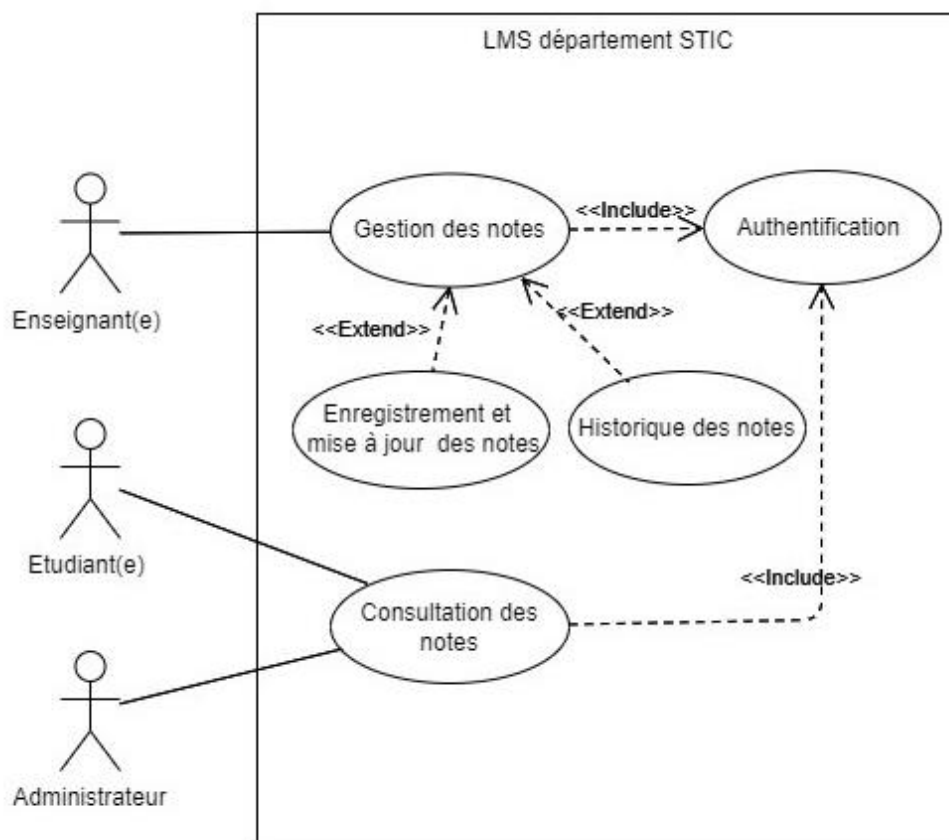 LMS département STIC
Gestion des notes
<<Include>>
Authentification
Enseignant(e)
<<Extend>>
<<Extend>>
Enregistrement et
mise à jour des notes
Historique des notes
Etudiant(e)
<<Include>>
Consultation des
notes
Administrateur